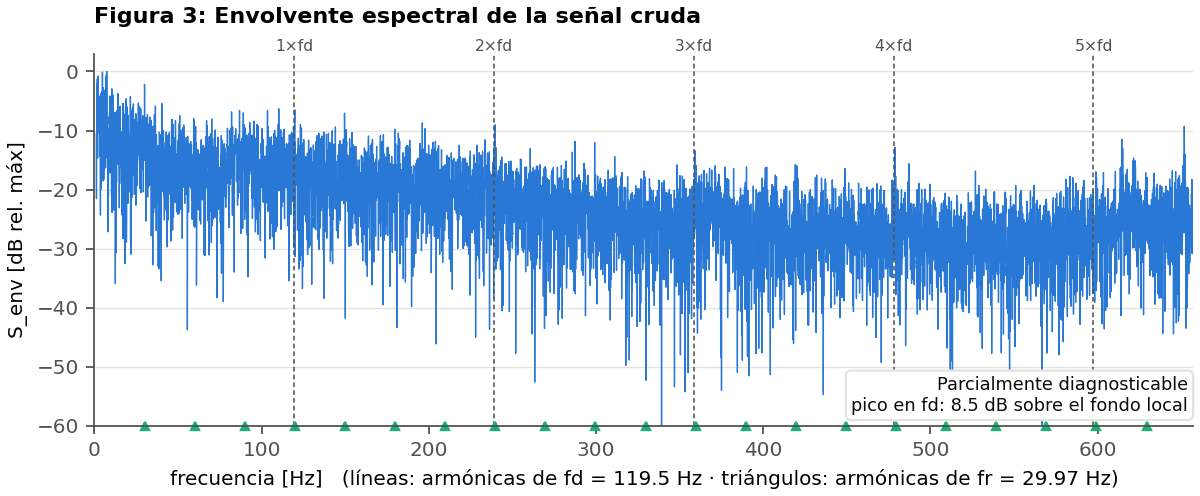 Figura 3: Envolvente espectral de la señal cruda
1×fd 2×fd 3×fd 4×fd 5×fd
S_env [dB rel. máx]
0
−10
−20
−30
−40
−50
−60
Parcialmente diagnosticable
pico en fd: 8.5 dB sobre el fondo local
0 100 200 300 400 500 600
frecuencia [Hz] (líneas: armónicas de fd = 119.5 Hz · triángulos: armónicas de fr = 29.97 Hz)